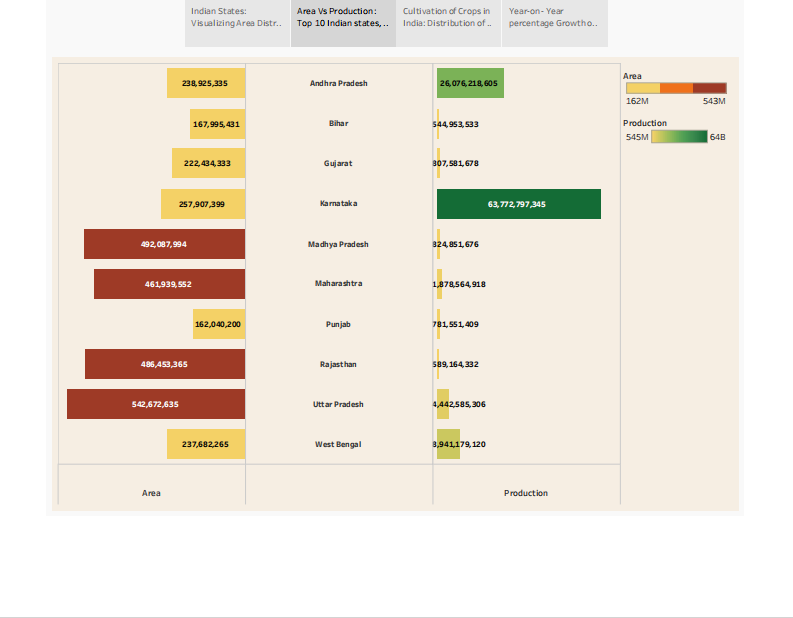 Indian States:
Visualizing Area Distr..
Area Vs Production:
Top 10 Indian states, ..
Cultivation of Crops in
India: Distribution of ..
Year-on- Year
percentage Growth o..
238,925,335 Andhra Pradesh 26,076,218,605
167,995,431 Bihar 544,953,533
222,434,333 Gujarat 807,581,678
257,907,399 Karnataka 63,772,797,345
492,087,994 Madhya Pradesh 824,851,676
461,939,552 Maharashtra 1,878,564,918
162,040,200 Punjab 781,551,409
486,453,365 Rajasthan 589,164,332
542,672,635 Uttar Pradesh 4,442,585,306
237,682,265 West Bengal 8,941,179,120
Area Production
Area
162M 543M
Production
545M 64B